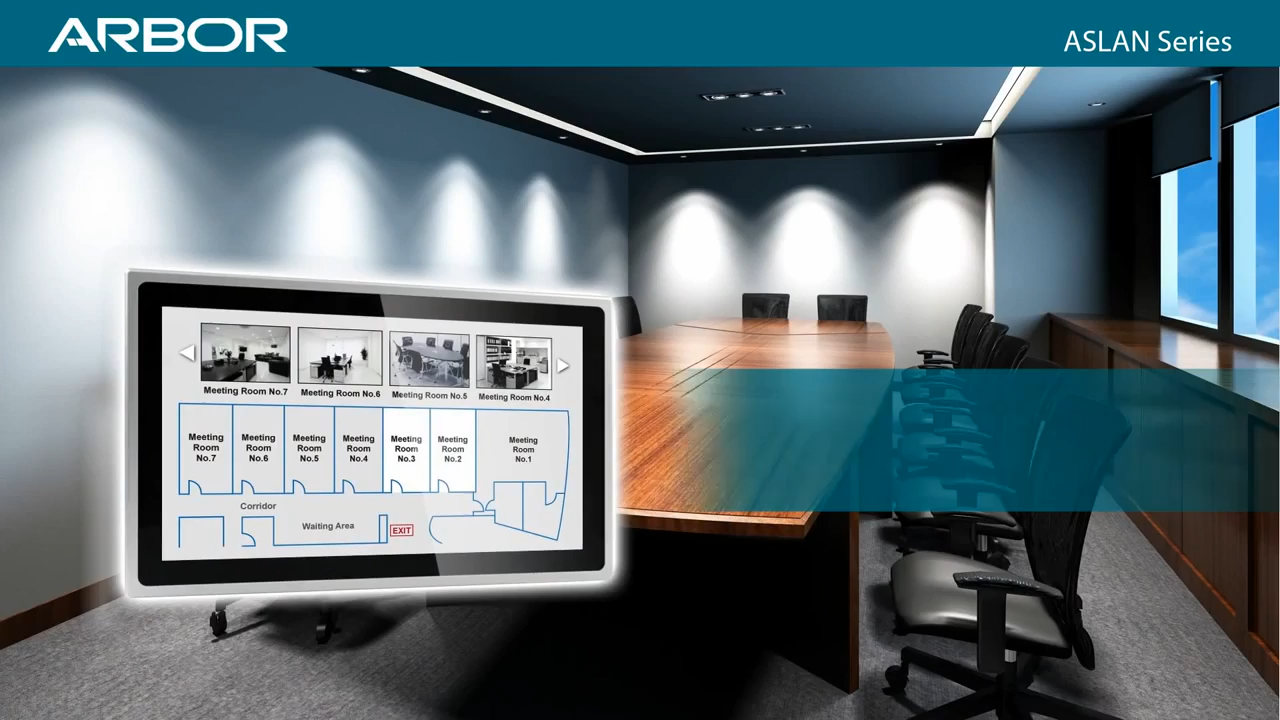 ARBOR
ASLAN Series
Meeting Room No.7
Meeting Room No.6
Meeting Room No.5
Meeting Room No.4
Meeting
Room
No.7
Meeting
Room
No.6
Meeting
Room
No.5
Meeting
Room
No.4
Meeting
Room
No.3
Meeting
Room
No.2
Meeting
Room
No.1
Corridor
Waiting Area
EXIT